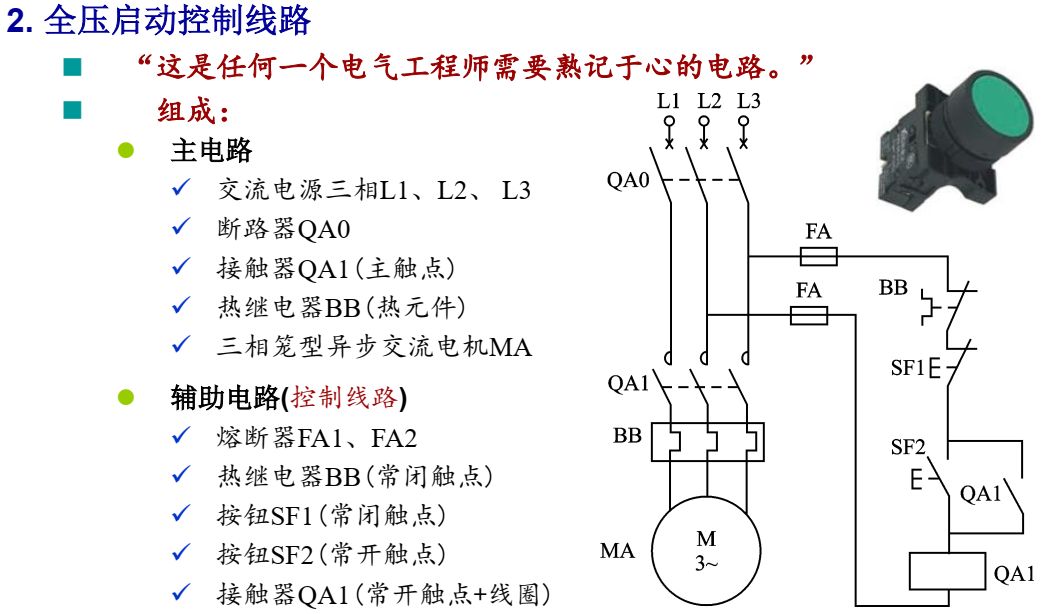 2. 全压启动控制线路
“这是任何一个电气工程师需要熟记于心的电路。”
组成：
主电路
交流电源三相L1、L2、 L3
断路器QA0
接触器QA1(主触点)
热继电器BB(热元件)
三相笼型异步交流电机MA
辅助电路(控制线路)
熔断器FA1、FA2
热继电器BB(常闭触点)
按钮SF1(常闭触点)
按钮SF2(常开触点)
接触器QA1(常开触点+线圈)
L1 L2 L3
QA0
FA
FA
BB
SF1
QA1
BB
SF2
QA1
MA
M
3~
QA1